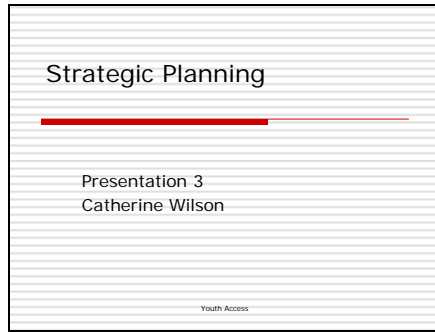 Strategic Planning
Presentation 3
Catherine Wilson
Youth Access